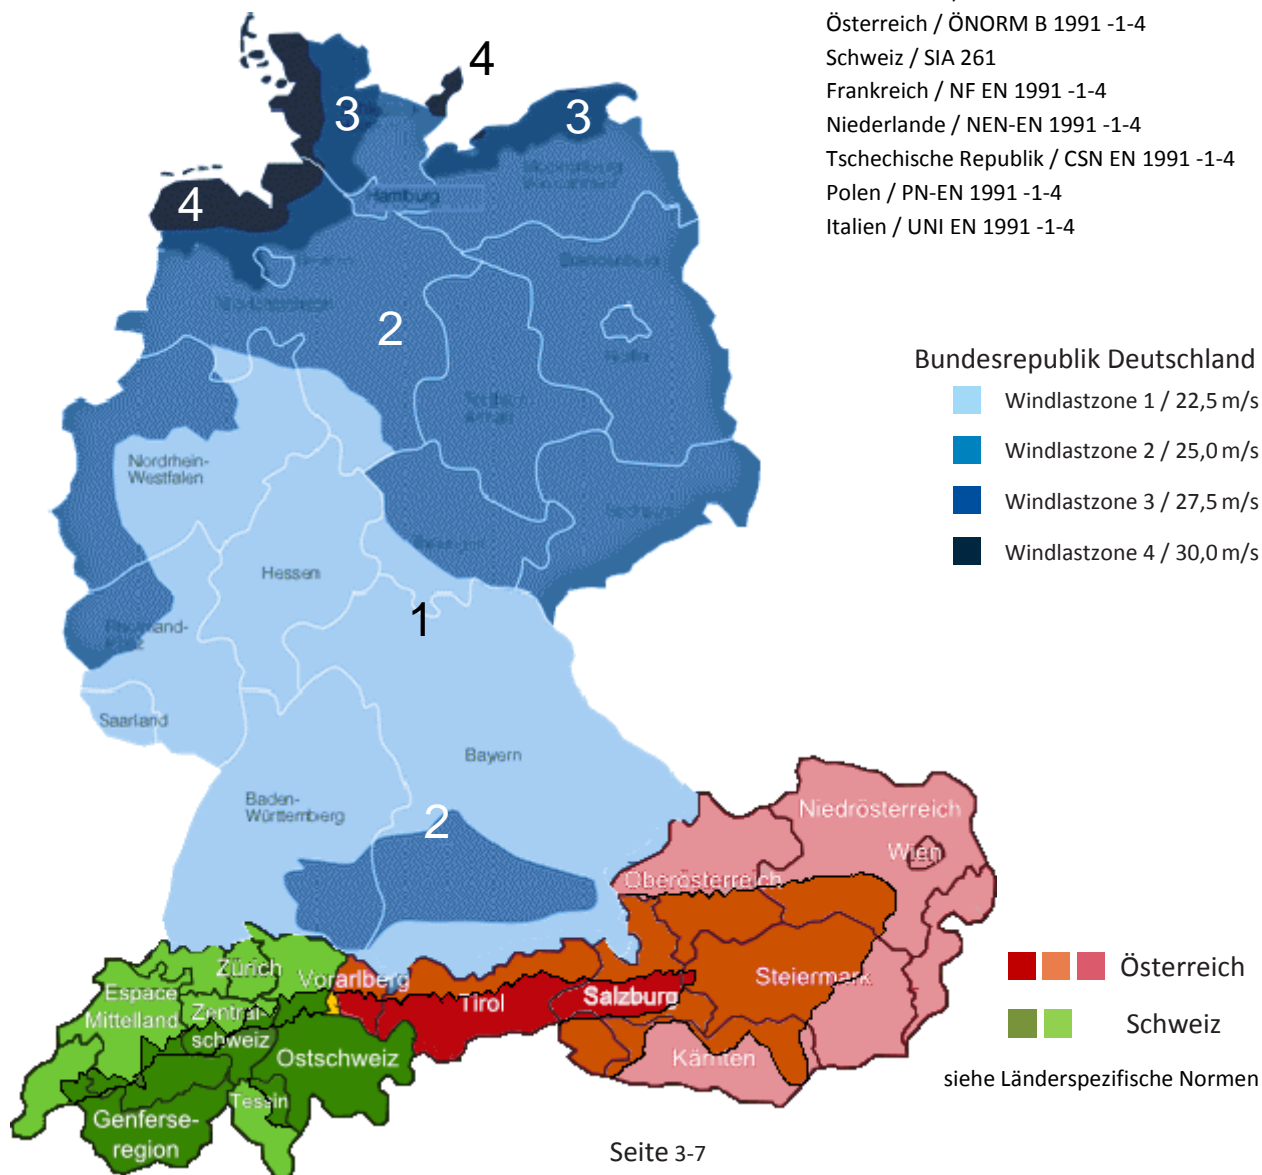 Österreich / ÖNORM B 1991 -1-4
Schweiz / SIA 261
Frankreich / NF EN 1991 -1-4
Niederlande / NEN-EN 1991 -1-4
Tschechische Republik / CSN EN 1991 -1-4
Polen / PN-EN 1991 -1-4
Italien / UNI EN 1991 -1-4
4
3
3
4
Hamburg
2
Bundesrepublik Deutschland
Windlastzone 1 / 22,5 m/s
Windlastzone 2 / 25,0 m/s
Windlastzone 3 / 27,5 m/s
Windlastzone 4 / 30,0 m/s
Nordrhein-
Westfalen
Hessen
1
Rheinland-
Saarland
Bayern
Baden-
Württemberg
2
Niedrösterreich
Wien
Oberösterreich
Zürich
Vorarlberg
Espace
Mittelland
Zentral-
schweiz
Tirol
Salzburg
Steiermark
Österreich
Ostschweiz
Kärnten
Schweiz
Tessin
Genferse-
region
siehe Länderspezifische Normen
Seite 3-7